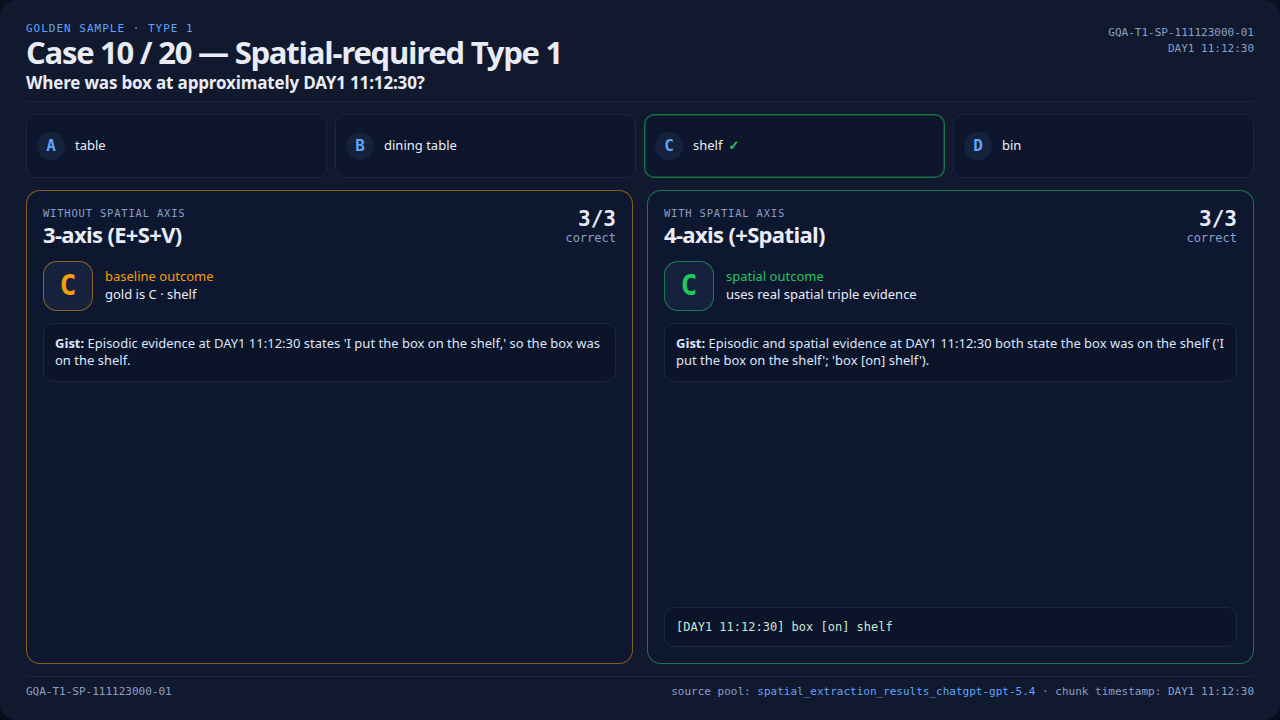 GOLDEN SAMPLE · TYPE 1
Case 10 / 20 — Spatial-required Type 1
Where was box at approximately DAY1 11:12:30?
GQA-T1-SP-111123000-01
DAY1 11:12:30
A table
B dining table
C shelf ✓
D bin
WITHOUT SPATIAL AXIS
3-axis (E+S+V)
3/3
correct
C
baseline outcome
gold is C · shelf
Gist: Episodic evidence at DAY1 11:12:30 states 'I put the box on the shelf,' so the box was
on the shelf.
WITH SPATIAL AXIS
4-axis (+Spatial)
3/3
correct
C
spatial outcome
uses real spatial triple evidence
Gist: Episodic and spatial evidence at DAY1 11:12:30 both state the box was on the shelf ('I
put the box on the shelf'; 'box [on] shelf').
[DAY1 11:12:30] box [on] shelf
GQA-T1-SP-111123000-01
source pool: spatial_extraction_results_chatgpt-gpt-5.4 · chunk timestamp: DAY1 11:12:30